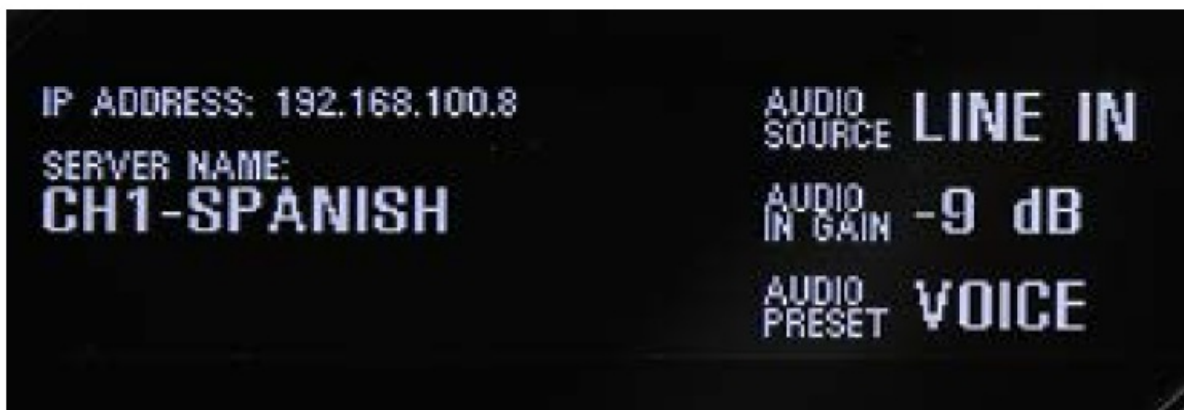 IP ADDRESS: 192.168.100.8
SERVER NAME:
CH1-SPANISH
AUDIO SOURCE LINE IN
AUDIO IN GAIN -9 dB
AUDIO PRESET VOICE